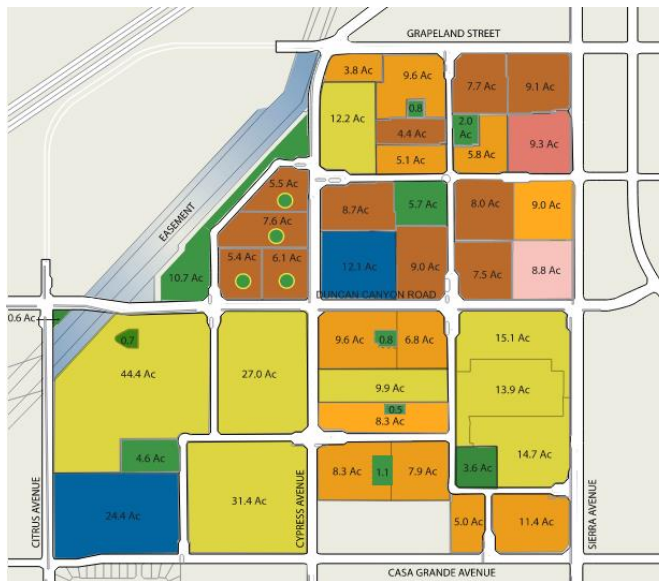 GRAPELAND STREET
3.8 Ac
9.6 Ac
7.7 Ac
9.1 Ac
12.2 Ac
0.8
2.0
Ac
4.4 Ac
5.8 Ac
9.3 Ac
5.1 Ac
EASEMENT
5.5 Ac
8.7Ac
5.7 Ac
8.0 Ac
9.0 Ac
7.6 Ac
5.4 Ac
6.1 Ac
12.1 Ac
9.0 Ac
7.5 Ac
8.8 Ac
10.7 Ac
DUNCAN CANYON ROAD
0.6 Ac
0.7
44.4 Ac
27.0 Ac
9.6 Ac
0.8
6.8 Ac
15.1 Ac
9.9 Ac
13.9 Ac
0.5
8.3 Ac
4.6 Ac
8.3 Ac
1.1
7.9 Ac
3.6 Ac
14.7 Ac
24.4 Ac
31.4 Ac
5.0 Ac
11.4 Ac
CITRUS AVENUE
CYPRESS AVENUE
SIERRA AVENUE
CASA GRANDE AVENUE